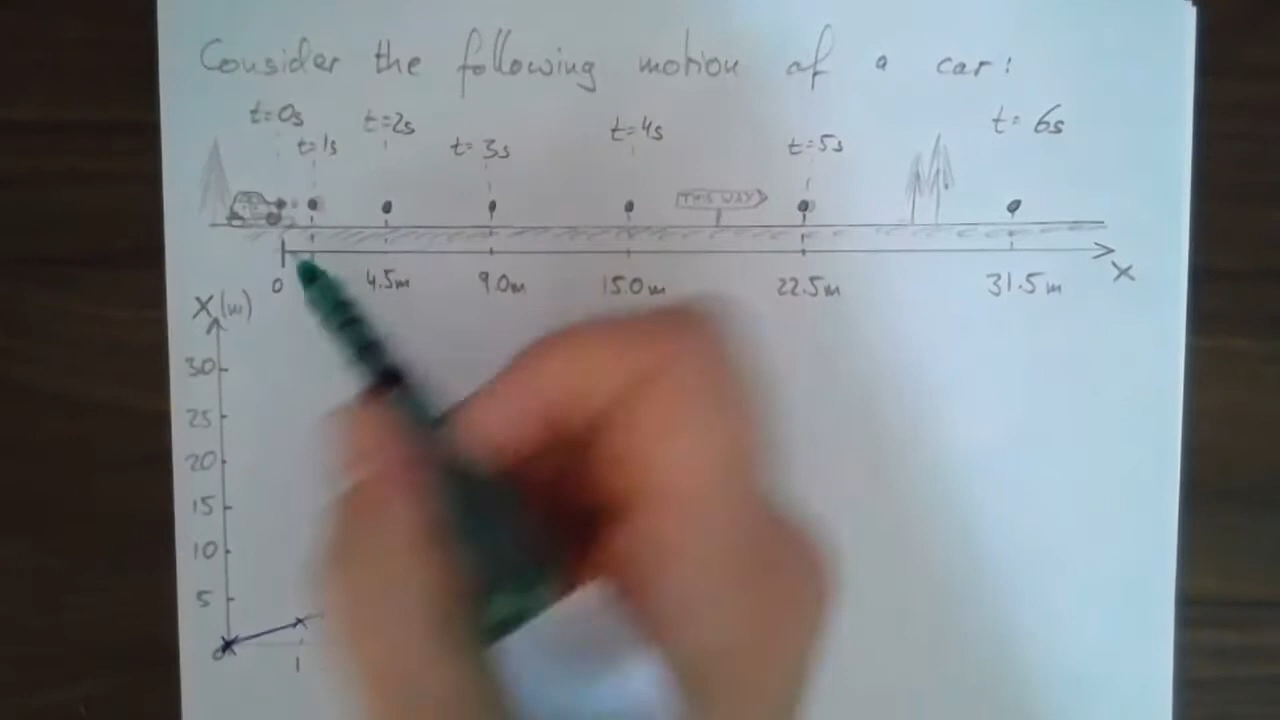 Consider the following motion of a car:
t=0s t=1s t=2s t=3s t=4s t=5s t=6s
THIS WAY
0 4.5m 9.0m 15.0m 22.5m 31.5m X
X(m)
30
25
20
15
10
5
0
1